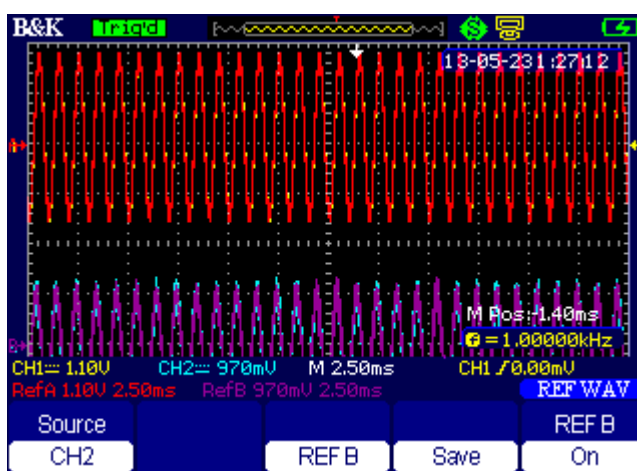 B&K Trig'd
13-05-23 1:27:12
A
M Pos:-1.40ms
B
f = 1.00000kHz
CH1 1.10V CH2 970mV M 2.50ms CH1 0.00mV
RefA 1.10V 2.50ms RefB 970mV 2.50ms REF WAV
Source REF B
CH2 REF B Save On